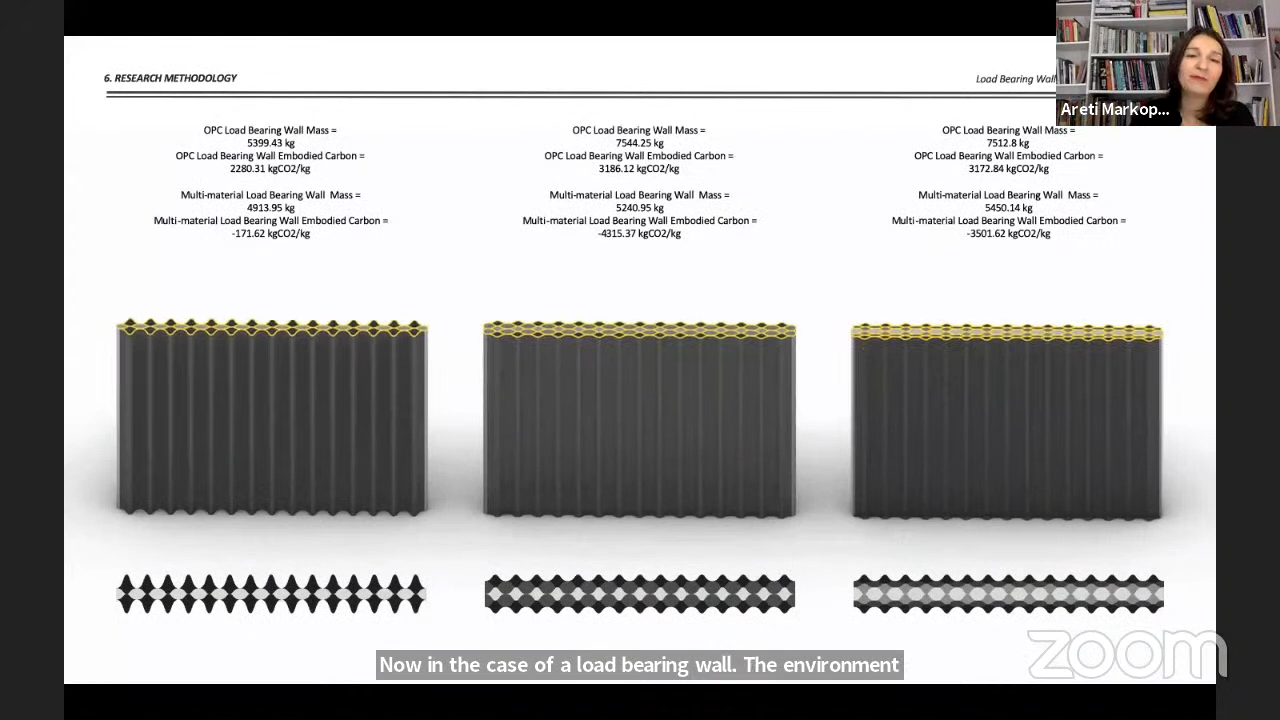 6. RESEARCH METHODOLOGY
Load Bearing Wall
Areti Markop...
OPC Load Bearing Wall Mass =
5399.43 kg
OPC Load Bearing Wall Embodied Carbon =
2280.31 kgCO2/kg
Multi-material Load Bearing Wall Mass =
4913.95 kg
Multi-material Load Bearing Wall Embodied Carbon =
-171.62 kgCO2/kg
OPC Load Bearing Wall Mass =
7544.25 kg
OPC Load Bearing Wall Embodied Carbon =
3186.12 kgCO2/kg
Multi-material Load Bearing Wall Mass =
5240.95 kg
Multi-material Load Bearing Wall Embodied Carbon =
-4315.37 kgCO2/kg
OPC Load Bearing Wall Mass =
7512.8 kg
OPC Load Bearing Wall Embodied Carbon =
3172.84 kgCO2/kg
Multi-material Load Bearing Wall Mass =
5450.14 kg
Multi-material Load Bearing Wall Embodied Carbon =
-3501.62 kgCO2/kg
Now in the case of a load bearing wall. The environment
zoom